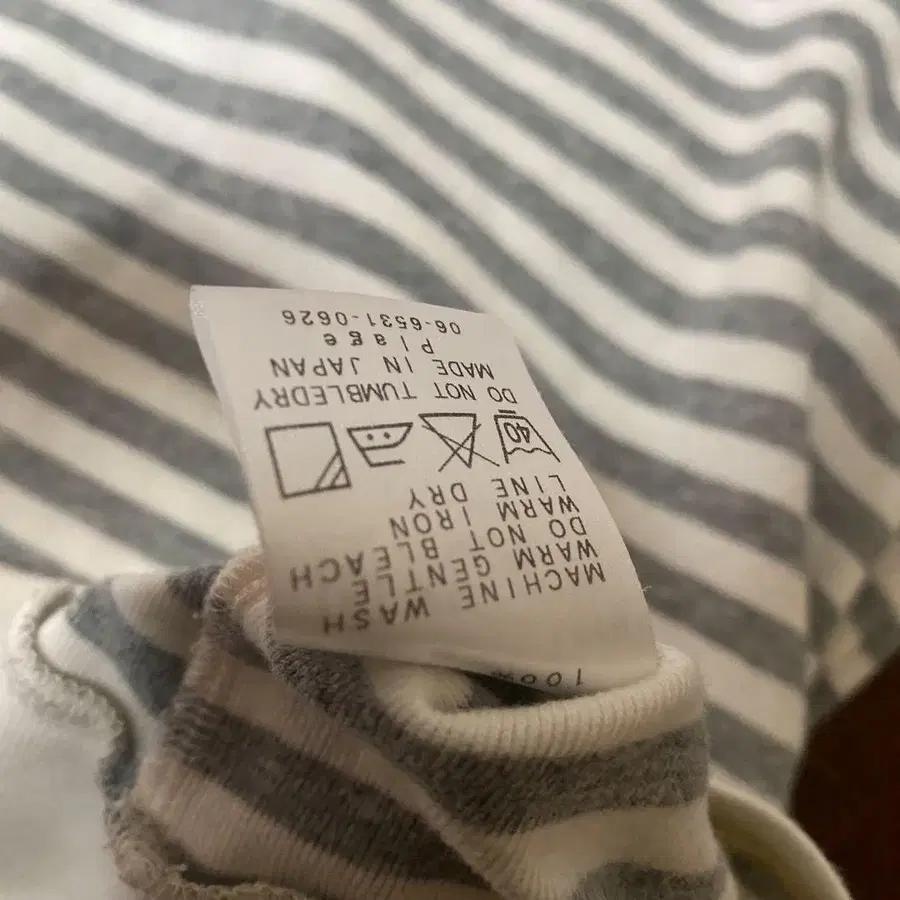 100%
MACHINE WASH
WARM GENTLE
DO NOT BLEACH
WARM IRON
LINE DRY
40
DO NOT TUMBLEDRY
MADE IN JAPAN
Plage
06-6531-0626